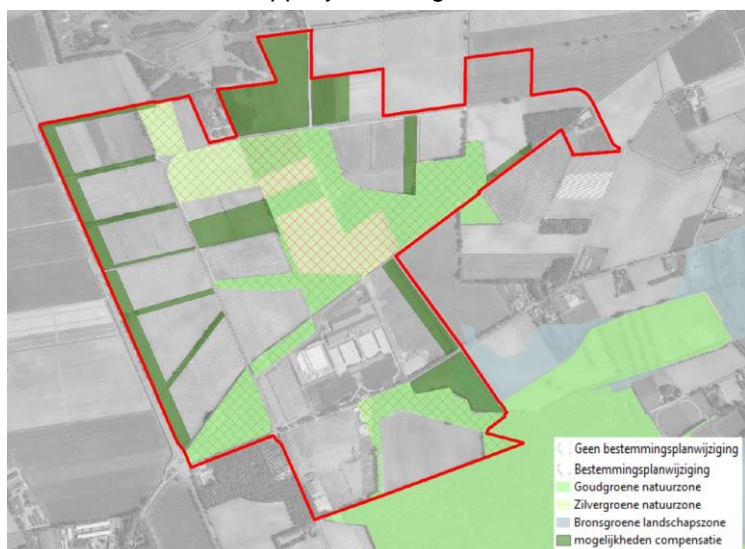 Geen bestemmingsplanwijziging
Bestemmingsplanwijziging
Goudgroene natuurzone
Zilvergroene natuurzone
Bronsgroene landschapszone
mogelijkheden compensatie